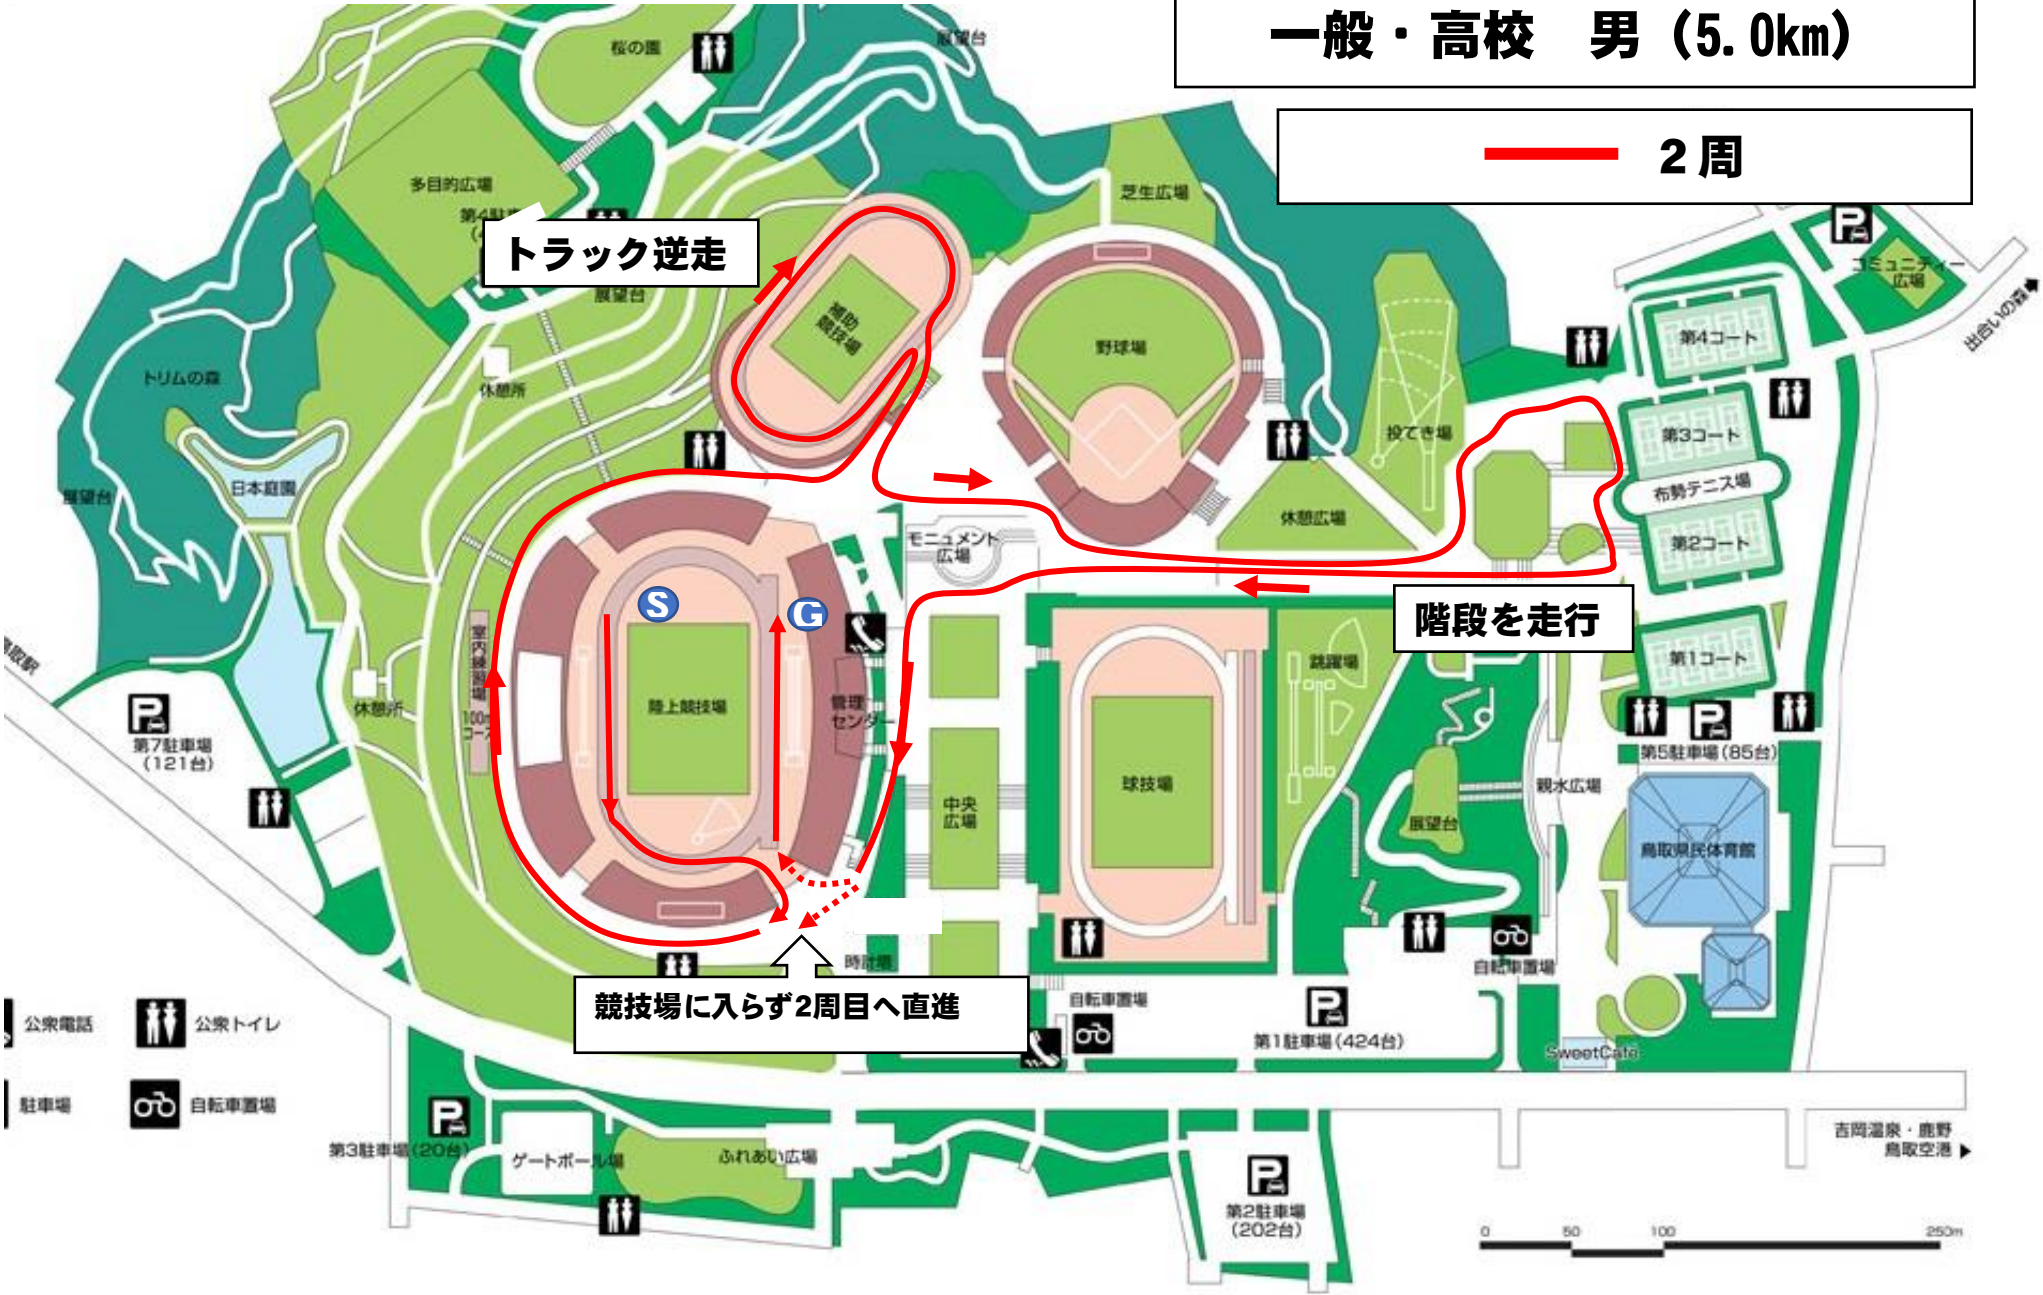 一般・高校　男（5.0km）
2周
展望台
桜の園
多目的広場
第4駐車
トラック逆走
展望台
芝生広場
コミュニティー
広場
出合いの森
補助
競技場
野球場
第4コート
トリムの森
休憩所
投てき場
第3コート
布勢テニス場
展望台
日本庭園
休憩広場
モニュメント
広場
第2コート
S
G
階段を走行
鳥取駅
室内練習場
100m
コース
陸上競技場
管理
センター
跳躍場
第1コート
休憩所
第7駐車場
（121台）
第5駐車場（85台）
球技場
親水広場
中央
広場
展望台
鳥取県民体育館
時計塔
自転車置場
競技場に入らず2周目へ直進
自転車置場
公衆電話
公衆トイレ
第1駐車場（424台）
SweetCafe
駐車場
自転車置場
第3駐車場（20台）
ゲートボール場
ふれあい広場
吉岡温泉・鹿野
鳥取空港
第2駐車場
（202台）
0 50 100 250m